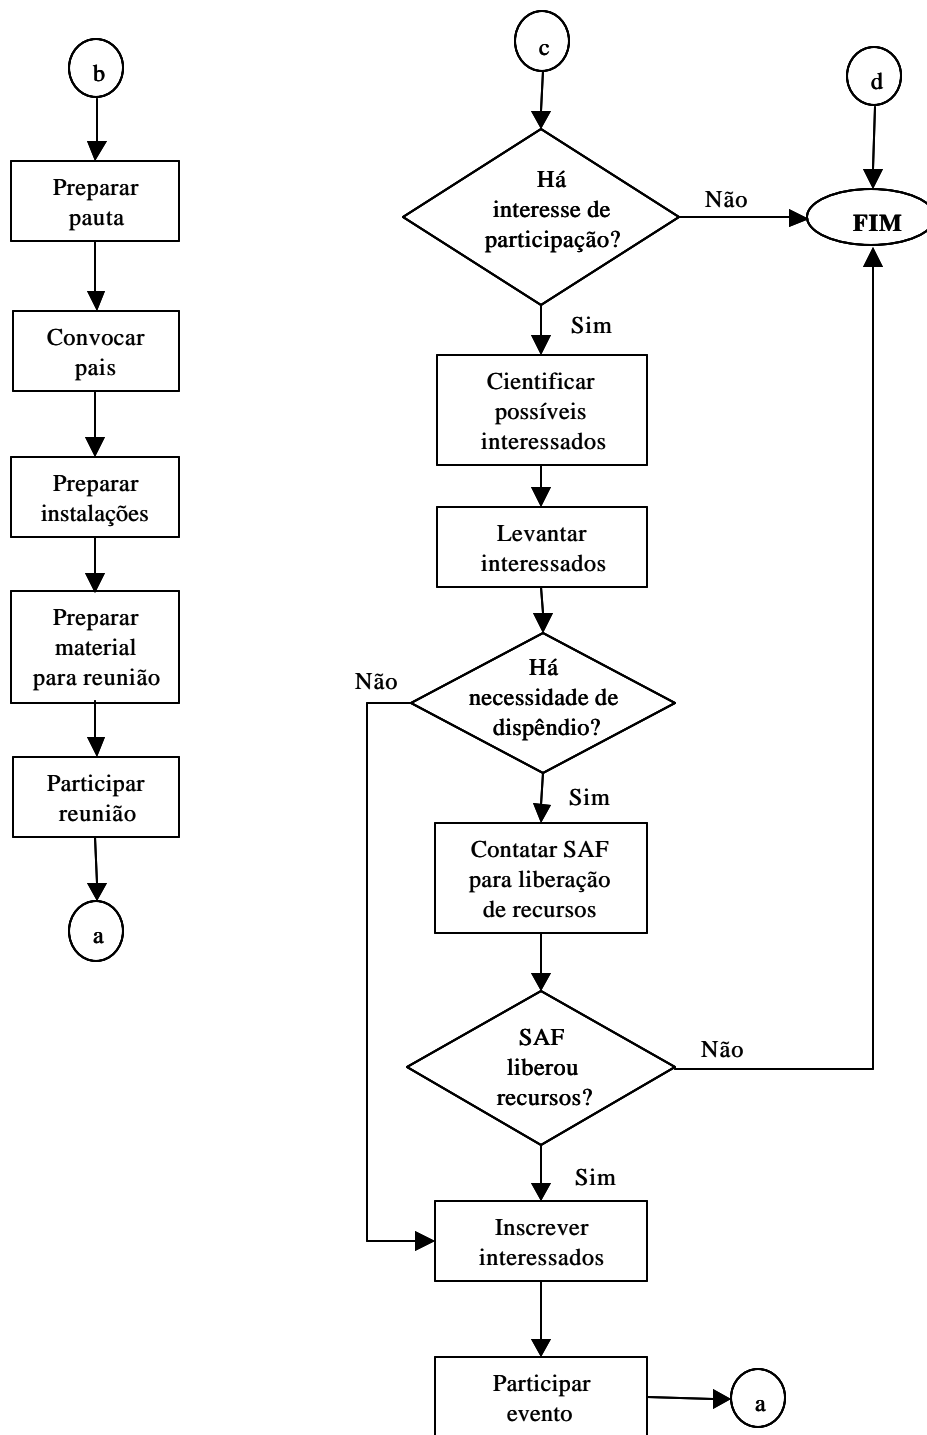 b
Preparar
pauta
Convocar
pais
Preparar
instalações
Preparar
material
para reunião
Participar
reunião
a
c
Há
interesse de
participação?
Não
Sim
Cientificar
possíveis
interessados
Levantar
interessados
Há
necessidade de
dispêndio?
Não
Sim
Contatar SAF
para liberação
de recursos
SAF
liberou
recursos?
Não
Sim
Inscrever
interessados
Participar
evento
a
d
FIM